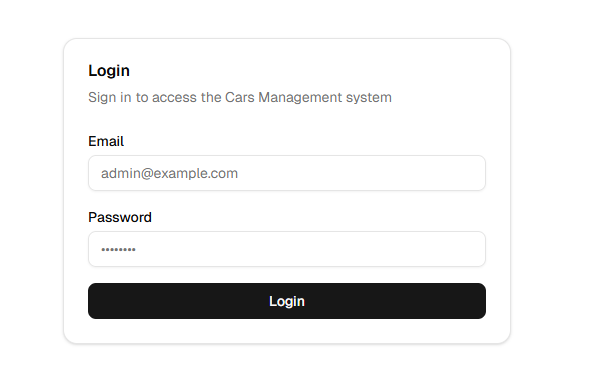 Login
Sign in to access the Cars Management system
Email
admin@example.com
Password
••••••••
Login